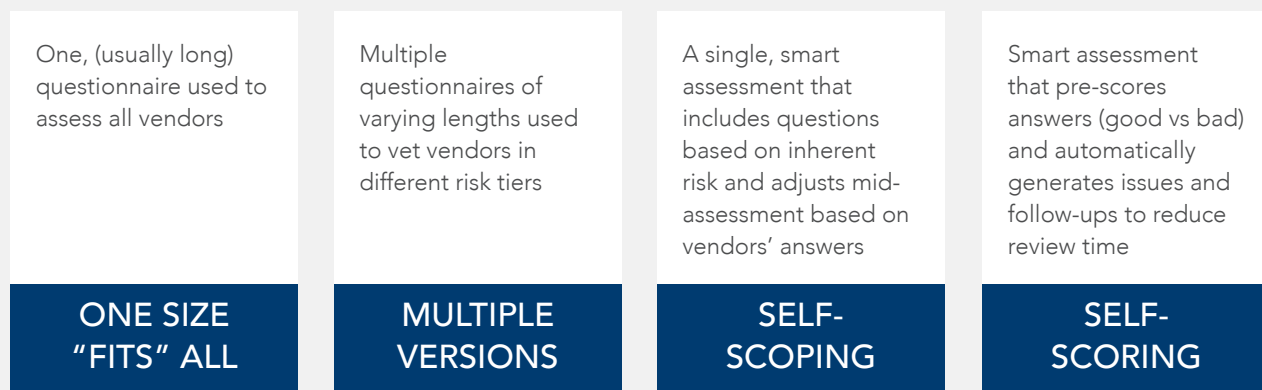 One, (usually long)
questionnaire used to
assess all vendors
ONE SIZE
“FITS” ALL
Multiple
questionnaires of
varying lengths used
to vet vendors in
different risk tiers
MULTIPLE
VERSIONS
A single, smart
assessment that
includes questions
based on inherent
risk and adjusts mid-
assessment based on
vendors’ answers
SELF-
SCOPING
Smart assessment
that pre-scores
answers (good vs bad)
and automatically
generates issues and
follow-ups to reduce
review time
SELF-
SCORING